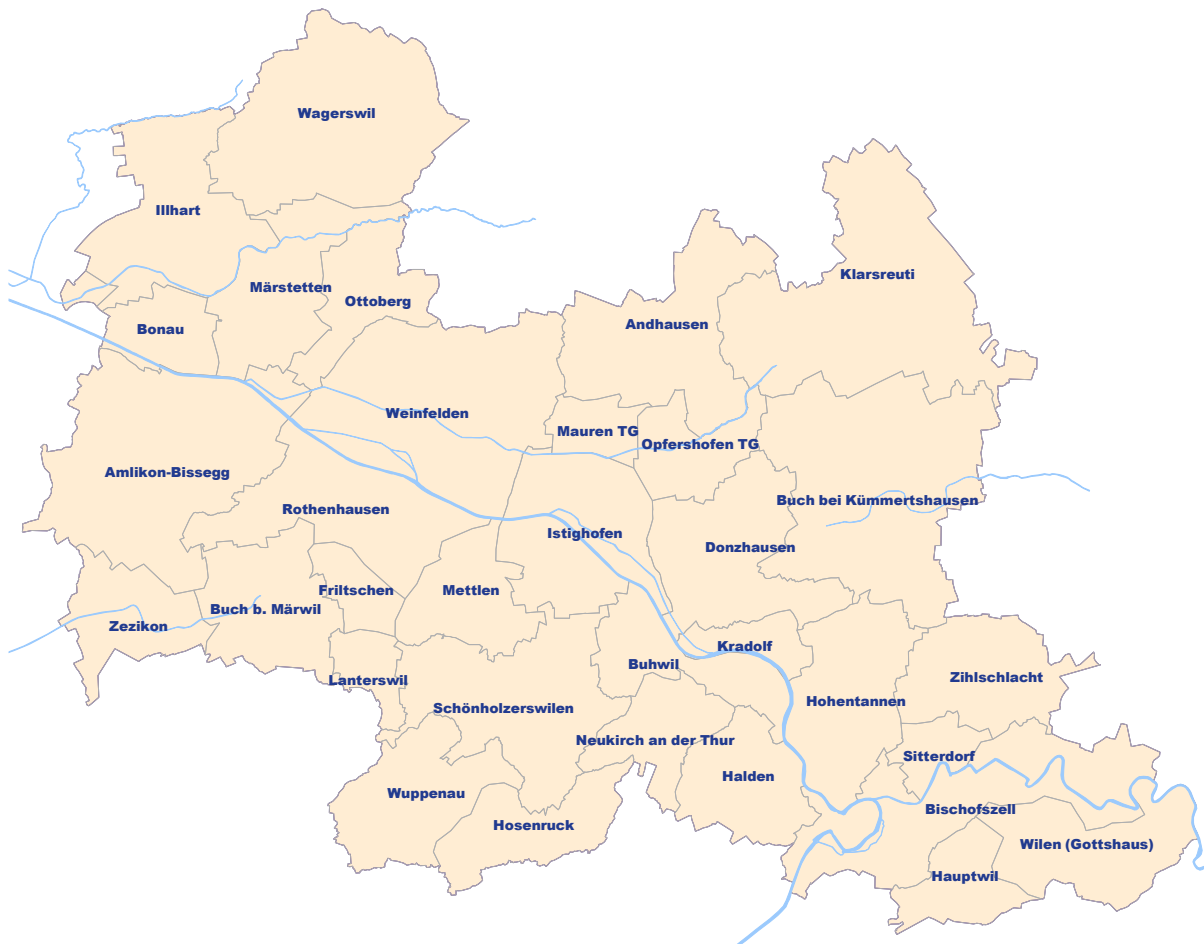 Wagerswil
Illhart
Klarsreuti
Märstetten
Ottoberg
Andhausen
Bonau
Weinfelden
Mauren TG
Opfershofen TG
Amlikon-Bissegg
Buch bei Kümmertshausen
Rothenhausen
Istighofen
Donzhausen
Friltschen
Mettlen
Buch b. Märwil
Zezikon
Kradolf
Buhwil
Zihlschlacht
Lanterswil
Hohentannen
Schönholzerswilen
Neukirch an der Thur
Sitterdorf
Halden
Wuppenau
Bischofszell
Hosenruck
Wilen (Gottshaus)
Hauptwil